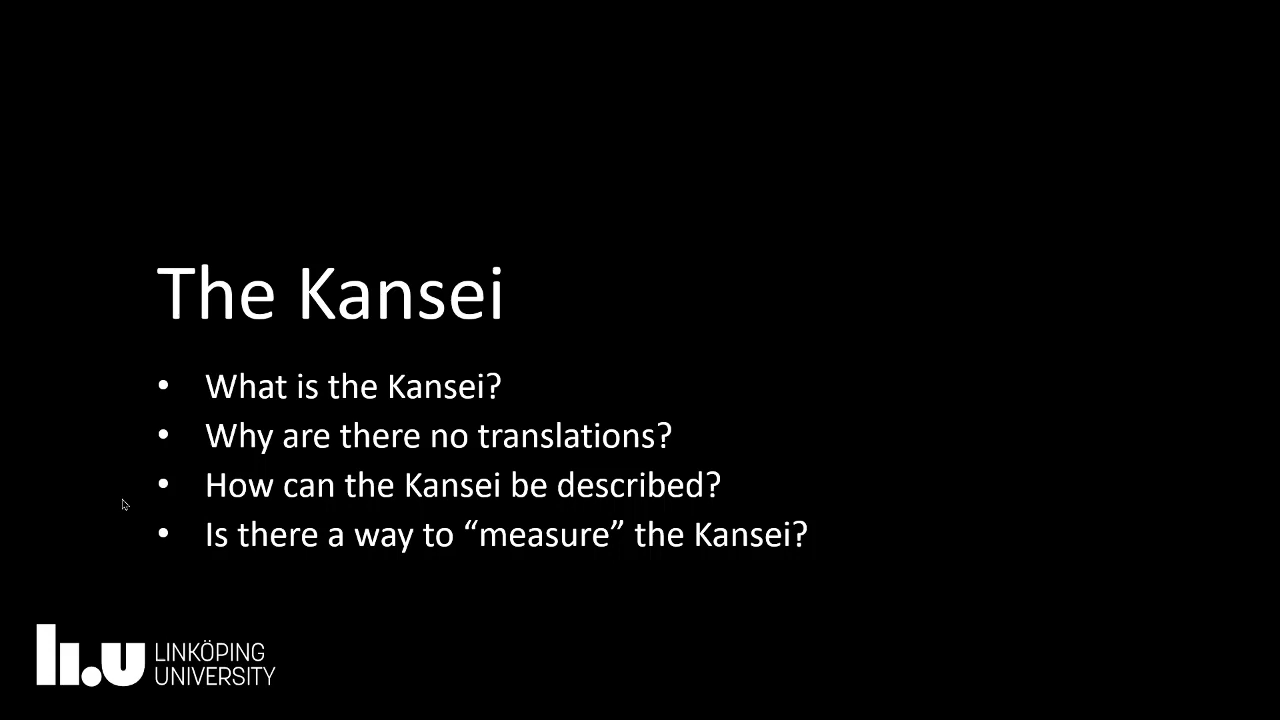 The Kansei
• What is the Kansei?
• Why are there no translations?
• How can the Kansei be described?
• Is there a way to “measure” the Kansei?
li.u LINKÖPING
UNIVERSITY